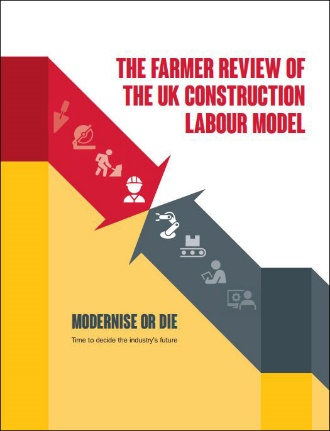 THE FARMER REVIEW OF
THE UK CONSTRUCTION
LABOUR MODEL
MODERNISE OR DIE
Time to decide the industry's future